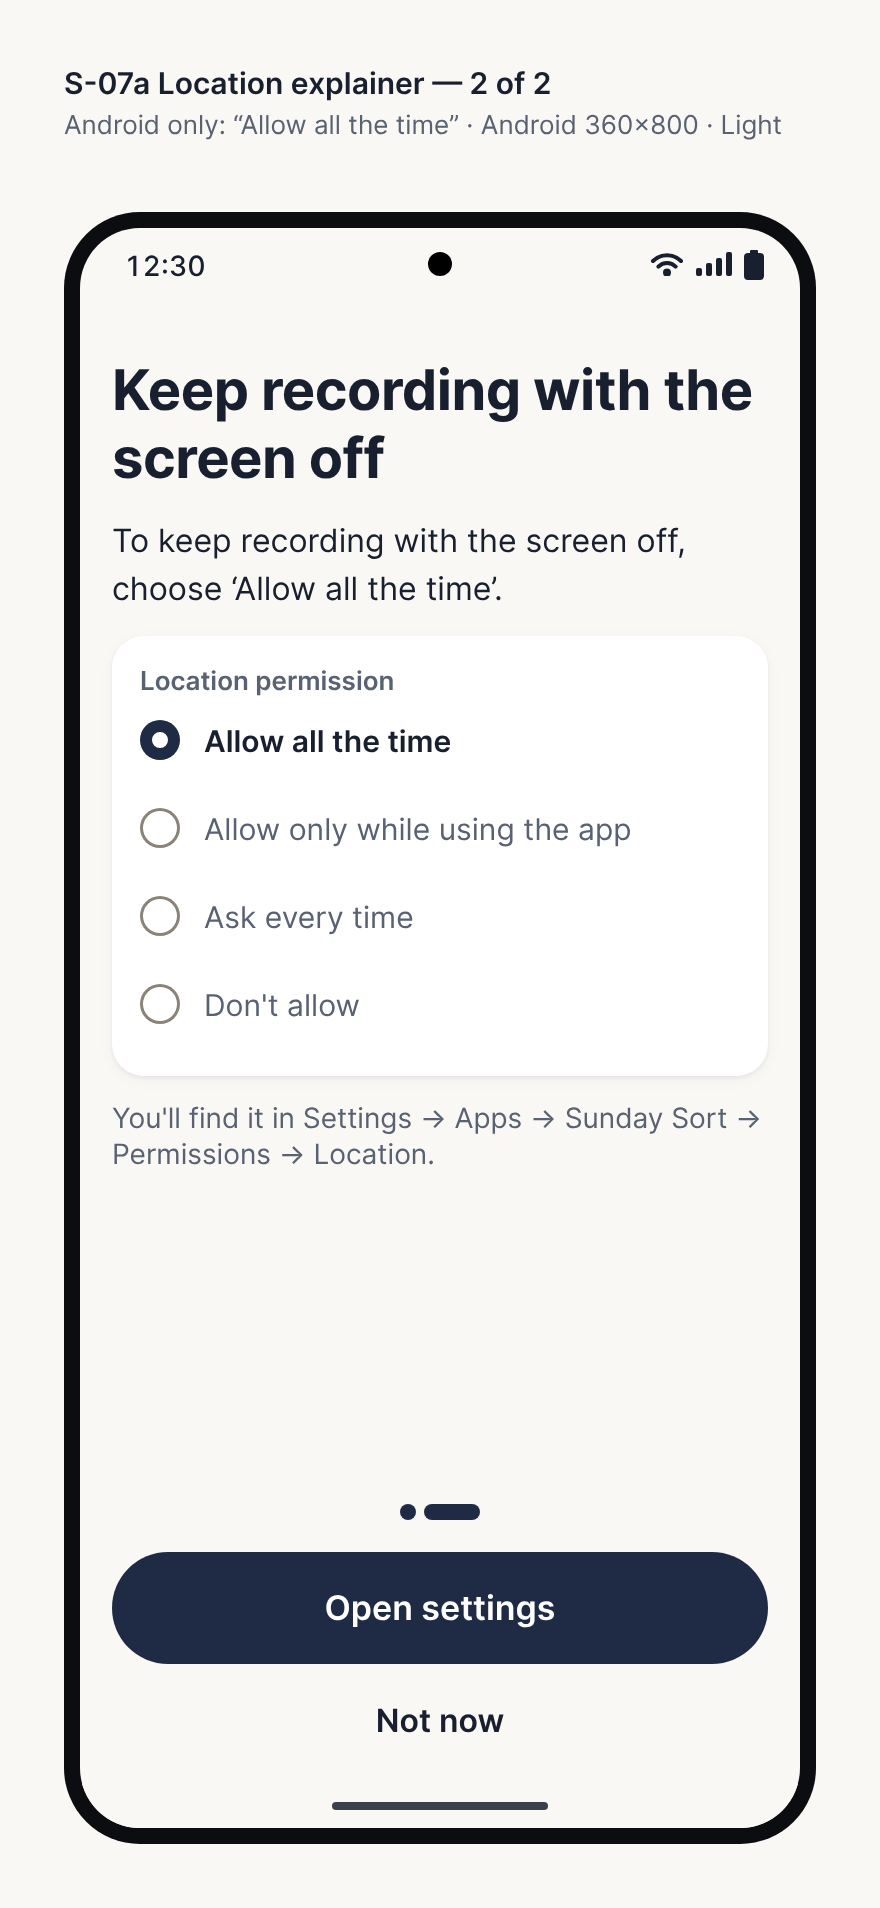 S-07a Location explainer — 2 of 2
Android only: “Allow all the time” · Android 360×800 · Light
12:30
Keep recording with the
screen off
To keep recording with the screen off,
choose ‘Allow all the time’.
Location permission
Allow all the time
Allow only while using the app
Ask every time
Don't allow
You'll find it in Settings → Apps → Sunday Sort →
Permissions → Location.
Open settings
Not now